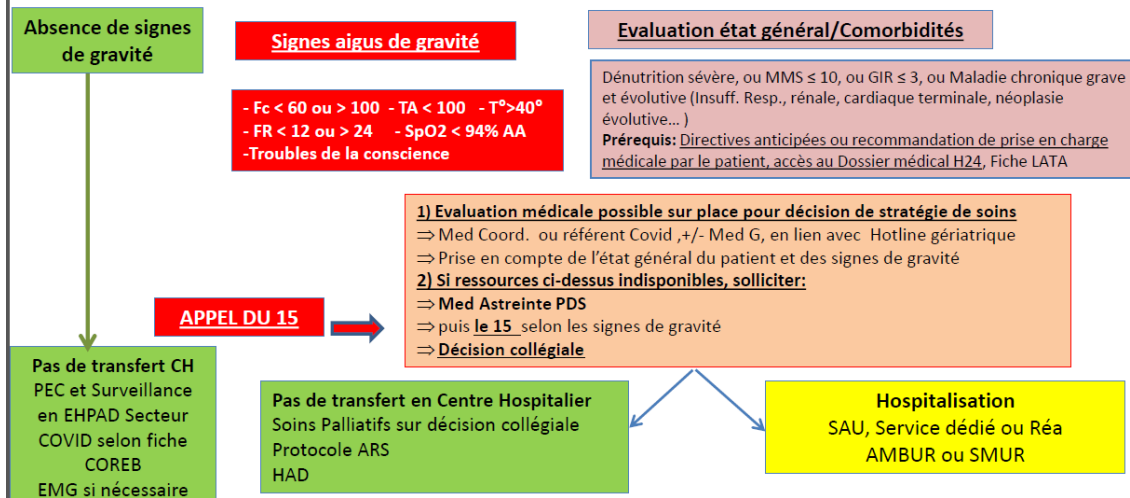 Absence de signes
de gravité
Signes aigus de gravité
Evaluation état général/Comorbidités
- Fc < 60 ou > 100 - TA < 100 - T°>40°
- FR < 12 ou > 24 - SpO2 < 94% AA
-Troubles de la conscience
Dénutrition sévère, ou MMS ≤ 10, ou GIR ≤ 3, ou Maladie chronique grave
et évolutive (Insuff. Resp., rénale, cardiaque terminale, néoplasie
évolutive... )
Prérequis: Directives anticipées ou recommandation de prise en charge
médicale par le patient, accès au Dossier médical H24, Fiche LATA
1) Evaluation médicale possible sur place pour décision de stratégie de soins
⇒ Med Coord. ou référent Covid ,+/- Med G, en lien avec Hotline gériatrique
⇒ Prise en compte de l'état général du patient et des signes de gravité
2) Si ressources ci-dessus indisponibles, solliciter:
⇒ Med Astreinte PDS
⇒ puis le 15 selon les signes de gravité
⇒ Décision collégiale
APPEL DU 15
Pas de transfert CH
PEC et Surveillance
en EHPAD Secteur
COVID selon fiche
COREB
EMG si nécessaire
Pas de transfert en Centre Hospitalier
Soins Palliatifs sur décision collégiale
Protocole ARS
HAD
Hospitalisation
SAU, Service dédié ou Réa
AMBUR ou SMUR